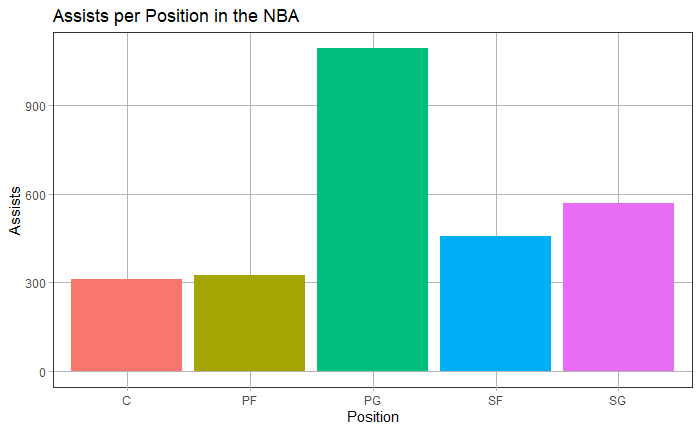 Assists per Position in the NBA
Assists
900
600
300
0
C PF PG SF SG
Position